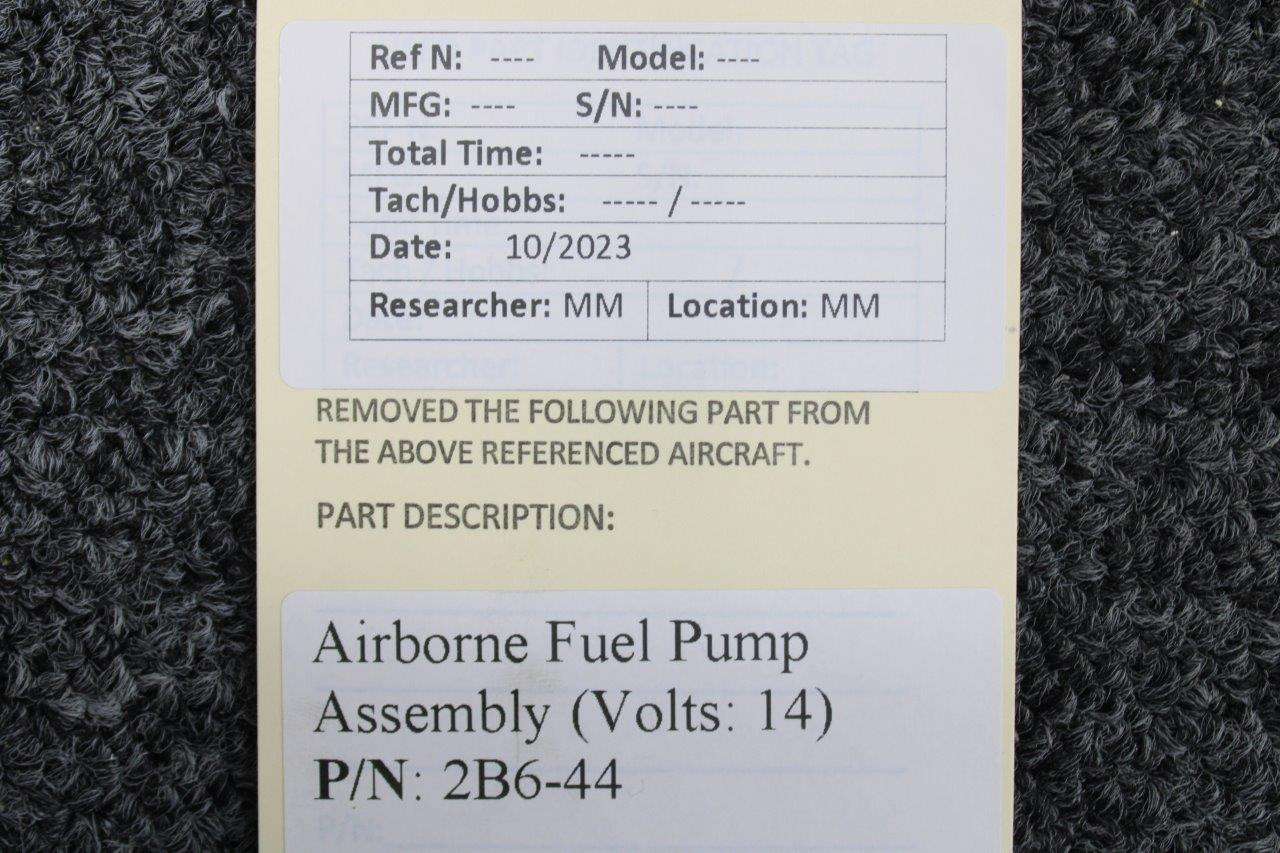 Ref N: ---- Model: ----
MFG: ---- S/N: ----
Total Time: -----
Tach/Hobbs: ----- / -----
Date: 10/2023
Researcher: MM Location: MM
REMOVED THE FOLLOWING PART FROM
THE ABOVE REFERENCED AIRCRAFT.
PART DESCRIPTION:
Airborne Fuel Pump
Assembly (Volts: 14)
P/N: 2B6-44
P/N: